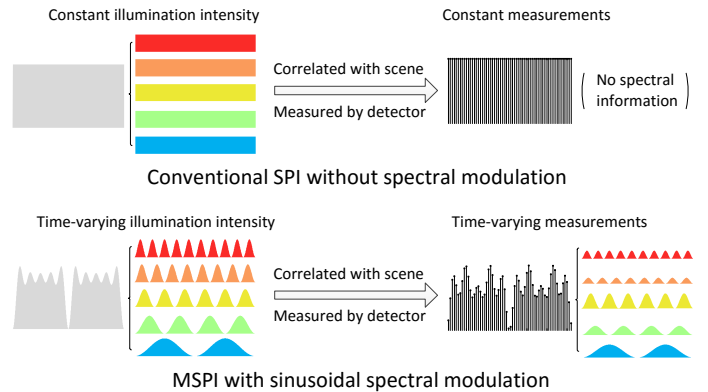 Constant illumination intensity
Constant measurements
Correlated with scene
Measured by detector
( No spectral
information )
Conventional SPI without spectral modulation
Time-varying illumination intensity
Time-varying measurements
Correlated with scene
Measured by detector
MSPI with sinusoidal spectral modulation